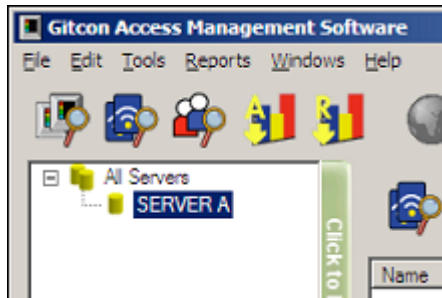 Gitcon Access Management Software
File Edit Tools Reports Windows Help
A R
All Servers
SERVER A
Click to
Name